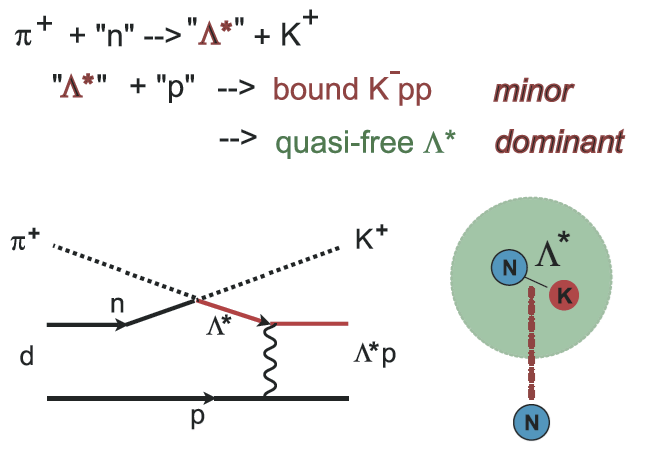 π⁺ + "n" --> "Λ*" + K⁺
"Λ*" + "p" --> bound K⁻pp minor
--> quasi-free Λ* dominant
π⁺
K⁺
n
Λ*
d
Λ*p
p
N
Λ*
K
N